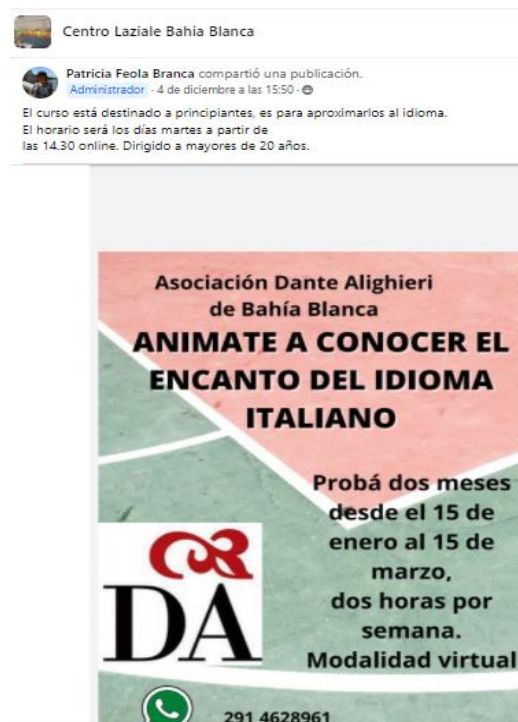 Centro Laziale Bahia Blanca
Patricia Feola Branca compartió una publicación.
Administrador · 4 de diciembre a las 15:50 ·
El curso está destinado a principiantes, es para aproximarlos al idioma.
El horario será los días martes a partir de
las 14.30 online. Dirigido a mayores de 20 años.
Asociación Dante Alighieri
de Bahía Blanca
ANIMATE A CONOCER EL
ENCANTO DEL IDIOMA
ITALIANO
Probá dos meses
desde el 15 de
enero al 15 de
marzo,
dos horas por
semana.
Modalidad virtual
DA
291 4628961